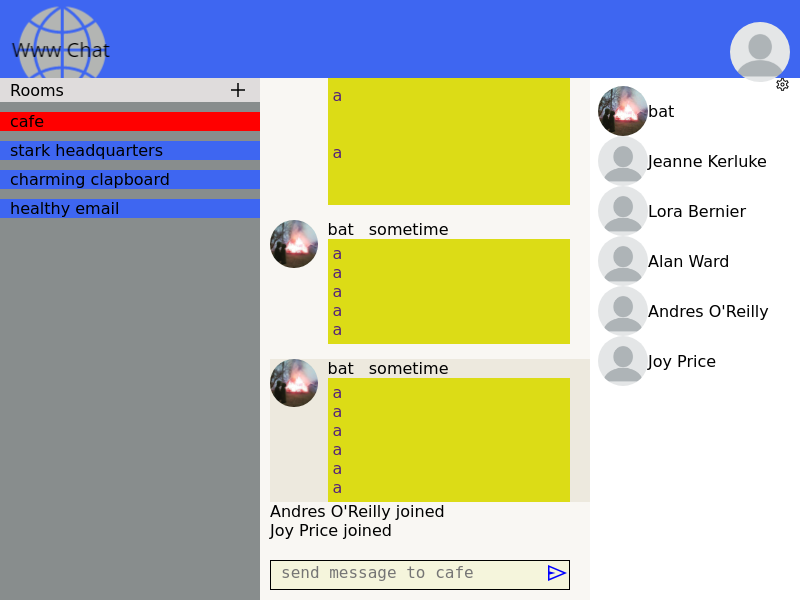 Www Chat
Rooms
cafe
stark headquarters
charming clapboard
healthy email
a
a
bat sometime
a
a
a
a
a
bat sometime
a
a
a
a
a
a
Andres O'Reilly joined
Joy Price joined
send message to cafe
bat
Jeanne Kerluke
Lora Bernier
Alan Ward
Andres O'Reilly
Joy Price